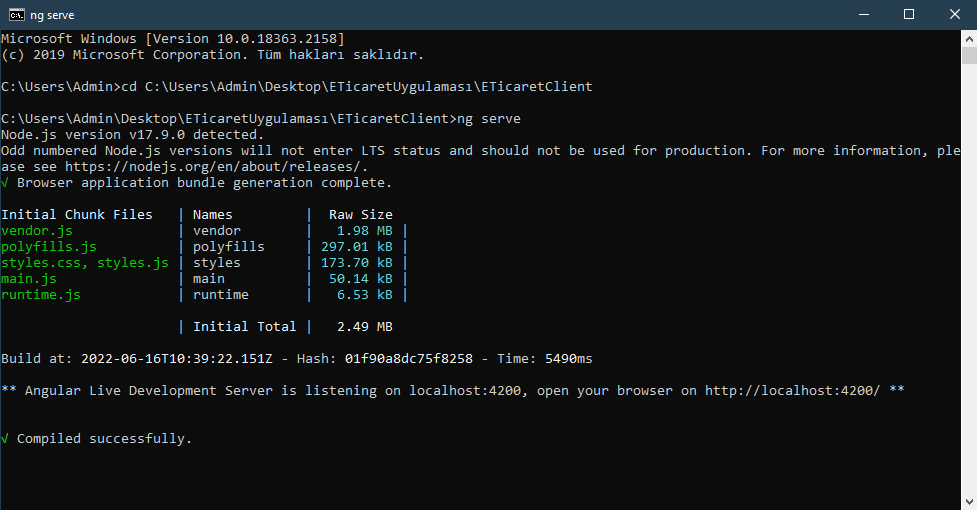 ng serve
Microsoft Windows [Version 10.0.18363.2158]
(c) 2019 Microsoft Corporation. Tüm hakları saklıdır.
C:\Users\Admin>cd C:\Users\Admin\Desktop\ETicaretUygulaması\ETicaretClient
C:\Users\Admin\Desktop\ETicaretUygulaması\ETicaretClient>ng serve
Node.js version v17.9.0 detected.
Odd numbered Node.js versions will not enter LTS status and should not be used for production. For more information, ple
ase see https://nodejs.org/en/about/releases/.
√ Browser application bundle generation complete.
Initial Chunk Files   | Names         |  Raw Size
vendor.js             | vendor        |   1.98 MB |
polyfills.js          | polyfills     | 297.01 kB |
styles.css, styles.js | styles        | 173.70 kB |
main.js               | main          |  50.14 kB |
runtime.js            | runtime       |   6.53 kB |
| Initial Total |   2.49 MB
Build at: 2022-06-16T10:39:22.151Z - Hash: 01f90a8dc75f8258 - Time: 5490ms
** Angular Live Development Server is listening on localhost:4200, open your browser on http://localhost:4200/ **
√ Compiled successfully.